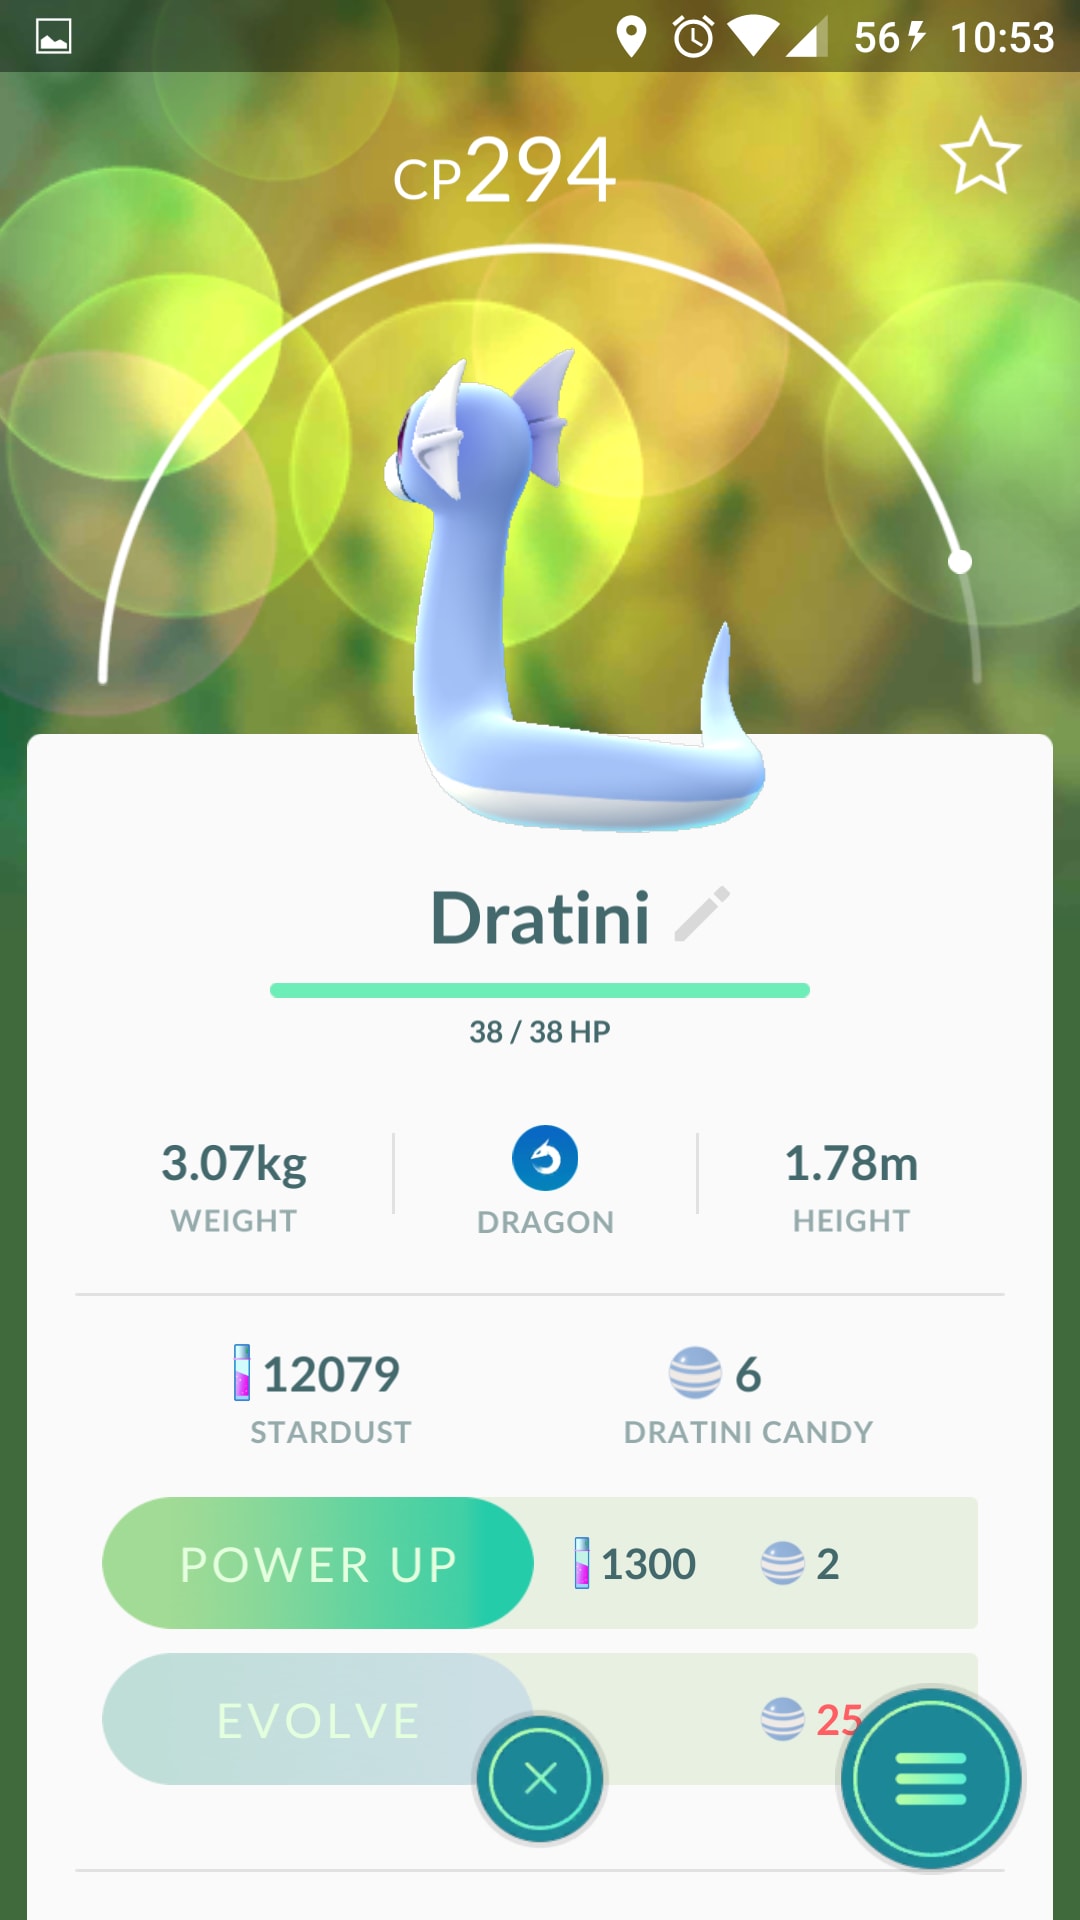 56 10:53
CP294
Dratini
38 / 38 HP
3.07kg
WEIGHT
DRAGON
1.78m
HEIGHT
12079
STARDUST
6
DRATINI CANDY
POWER UP 1300 2
EVOLVE 25